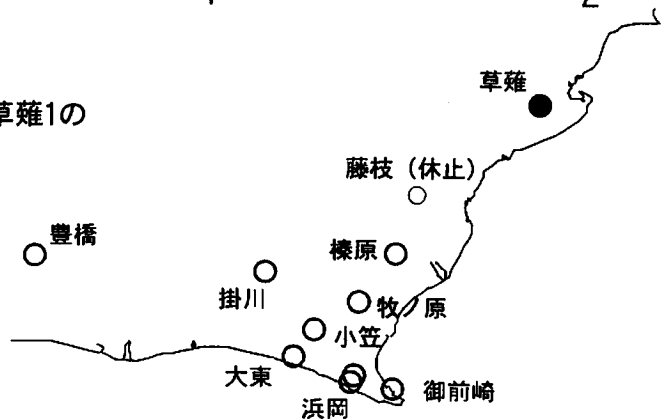 草薙
草薙1の
藤枝（休止）
豊橋
榛原
掛川
牧ノ原
小笠
大東
御前崎
浜岡